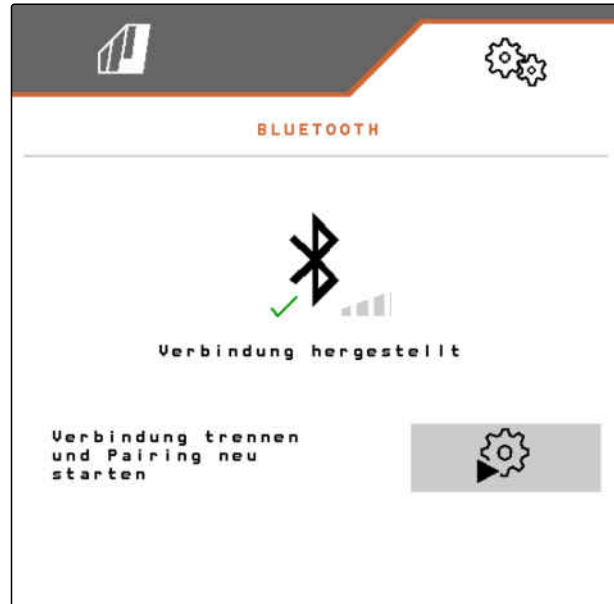 BLUETOOTH
Verbindung hergestellt
Verbindung trennen
und Pairing neu
starten